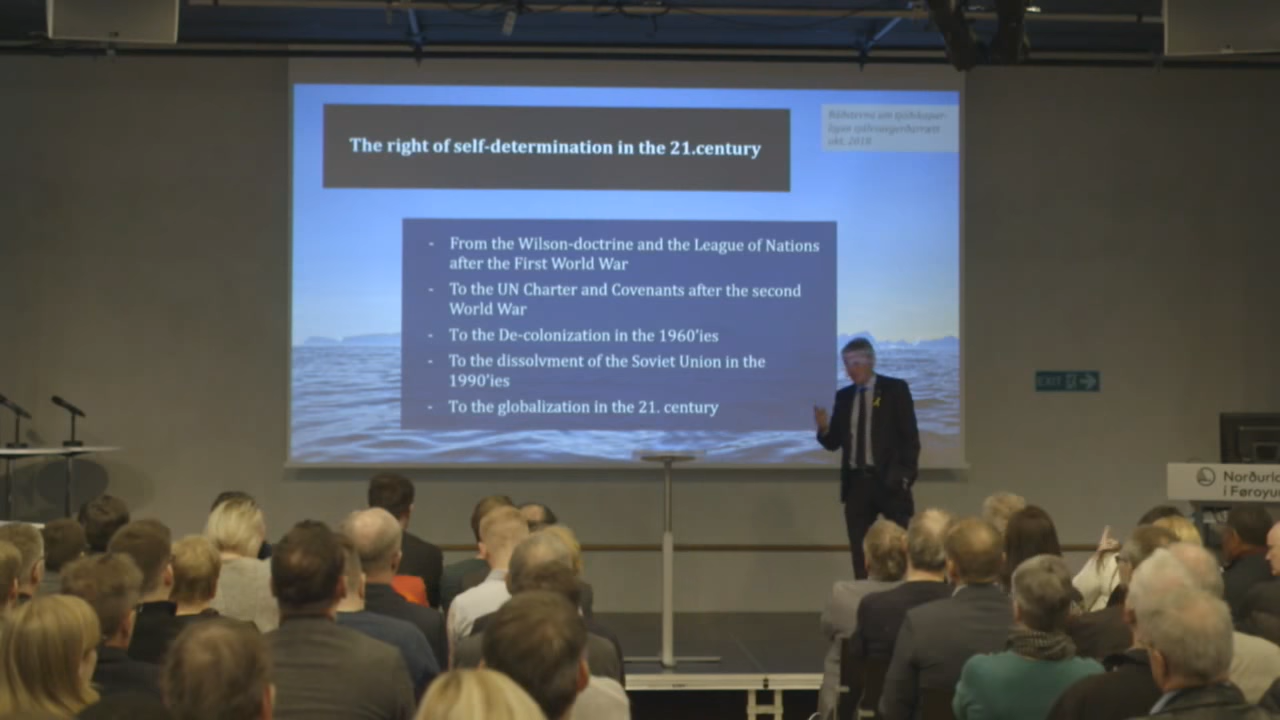 The right of self-determination in the 21.century
okt. 2018
- From the Wilson-doctrine and the League of Nations
after the First World War
- To the UN Charter and Covenants after the second
World War
- To the De-colonization in the 1960'ies
- To the dissolvment of the Soviet Union in the
1990'ies
- To the globalization in the 21. century
EXIT
í Føroyu